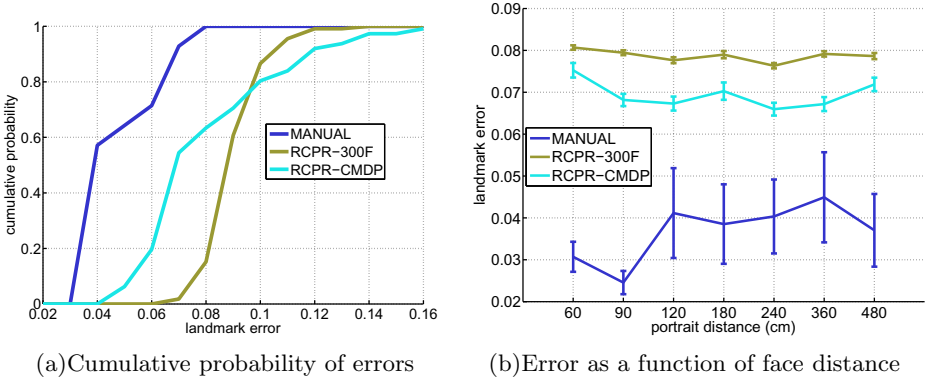 1
0.8
0.6
0.4
0.2
0
cumulative probability
0.02 0.04 0.06 0.08 0.1 0.12 0.14 0.16
landmark error
MANUAL
RCPR−300F
RCPR−CMDP
(a)Cumulative probability of errors
0.09
0.08
0.07
0.06
0.05
0.04
0.03
0.02
landmark error
60 90 120 180 240 360 480
portrait distance (cm)
MANUAL
RCPR−300F
RCPR−CMDP
(b)Error as a function of face distance